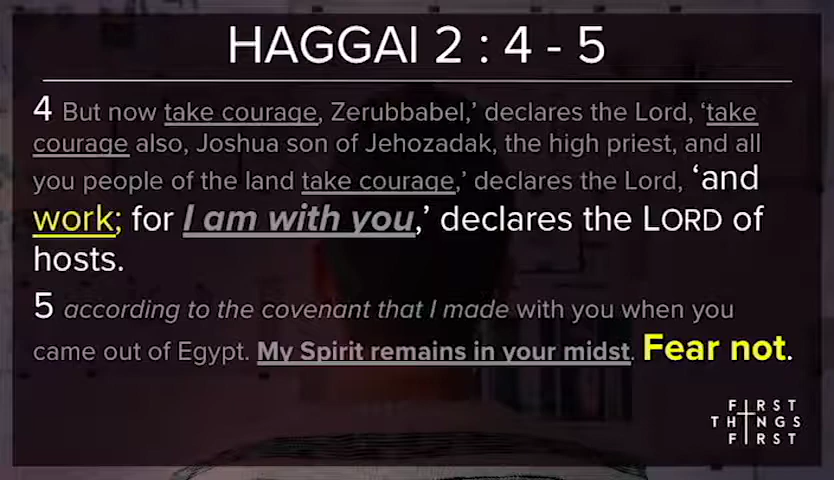 HAGGAI 2 : 4 - 5
4 But now take courage, Zerubbabel,’ declares the Lord, ‘take
courage also, Joshua son of Jehozadak, the high priest, and all
you people of the land take courage,’ declares the Lord, ‘and
work; for I am with you,’ declares the LORD of
hosts.
5 according to the covenant that I made with you when you
came out of Egypt. My Spirit remains in your midst. Fear not.
FIRST
THINGS
FIRST